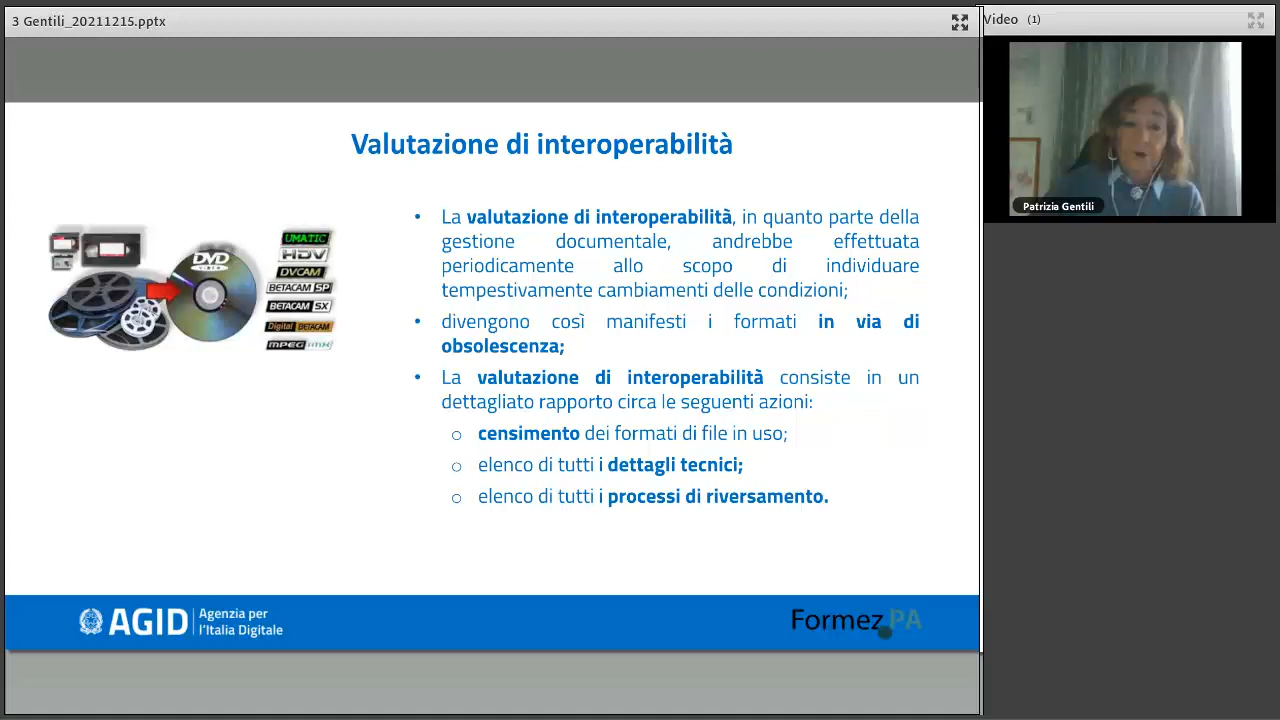 3 Gentili_20211215.pptx
Video (1)
Patrizia Gentili
Valutazione di interoperabilità
DVD
VIDEO
UMATIC
HDV
DVCAM
BETACAM SP
BETACAM SX
Digital BETACAM
MPEG IMX
• La valutazione di interoperabilità, in quanto parte della
gestione documentale, andrebbe effettuata
periodicamente allo scopo di individuare
tempestivamente cambiamenti delle condizioni;
• divengono così manifesti i formati in via di
obsolescenza;
• La valutazione di interoperabilità consiste in un
dettagliato rapporto circa le seguenti azioni:
o censimento dei formati di file in uso;
o elenco di tutti i dettagli tecnici;
o elenco di tutti i processi di riversamento.
AGID
Agenzia per
l'Italia Digitale
Formez PA